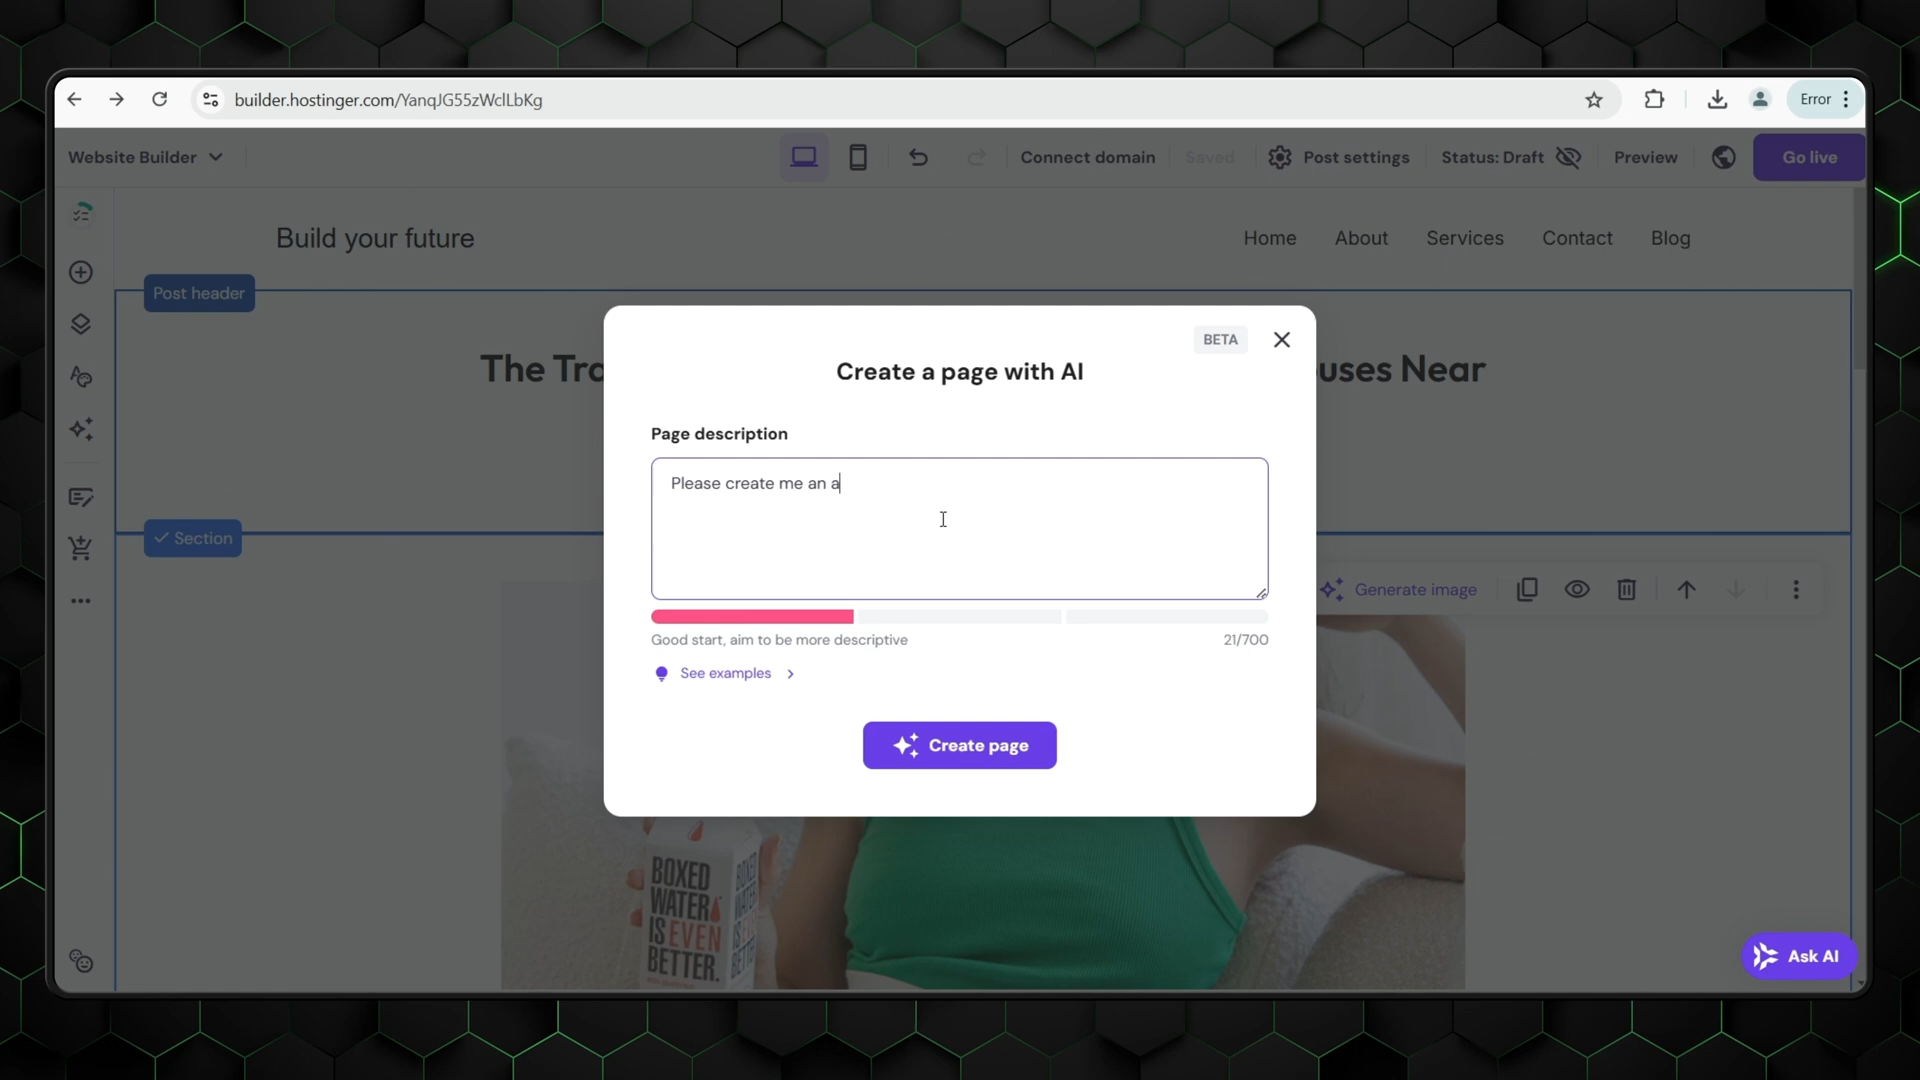 builder.hostinger.com/YanqJG55zWclLbKg
Error
Website Builder
Connect domain
Saved
Post settings
Status: Draft
Preview
Go live
Build your future
Home
About
Services
Contact
Blog
Post header
The Tra
uses Near
BETA
Create a page with AI
Page description
Please create me an a
Section
Generate image
Good start, aim to be more descriptive
21/700
See examples
Create page
BOXED
WATER
IS EVEN
BETTER.
Ask AI